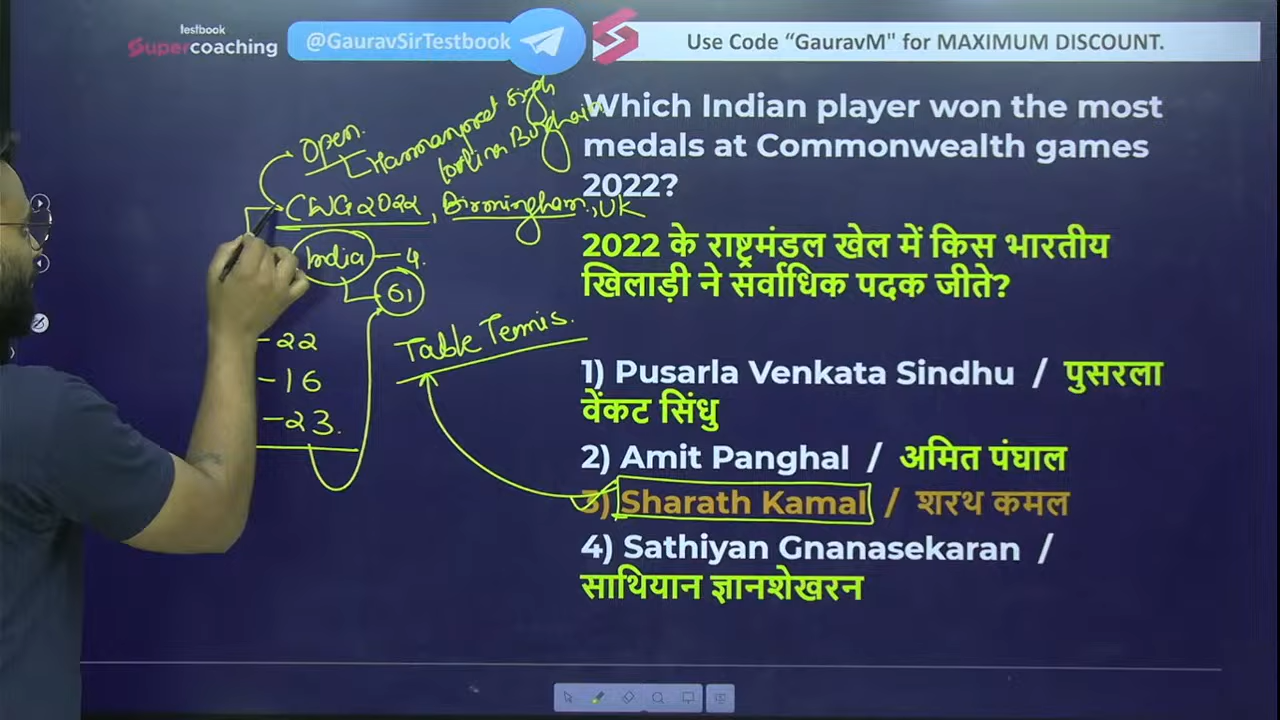 testbook
Supercoaching
@GauravSirTestbook
Use Code “GauravM" for MAXIMUM DISCOUNT.
Which Indian player won the most
medals at Commonwealth games
2022?
2022 के राष्ट्रमंडल खेल में किस भारतीय
खिलाड़ी ने सर्वाधिक पदक जीते?
1) Pusarla Venkata Sindhu / पुसरला
वेंकट सिंधु
2) Amit Panghal / अमित पंघाल
3) Sharath Kamal / शरथ कमल
4) Sathiyan Gnanasekaran /
साथियान ज्ञानशेखरन
Open.
Harmanpreet Singh
CWG 2022, Birmingham, UK
India - 4.
61
Table Tennis.
- 22
- 16
- 23.